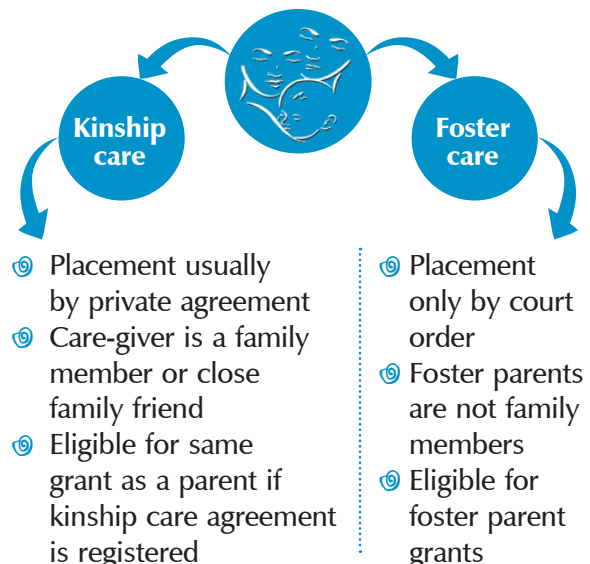 Kinship
care
Foster
care
Placement usually
by private agreement
Care-giver is a family
member or close
family friend
Eligible for same
grant as a parent if
kinship care agreement
is registered
Placement
only by court
order
Foster parents
are not family
members
Eligible for
foster parent
grants